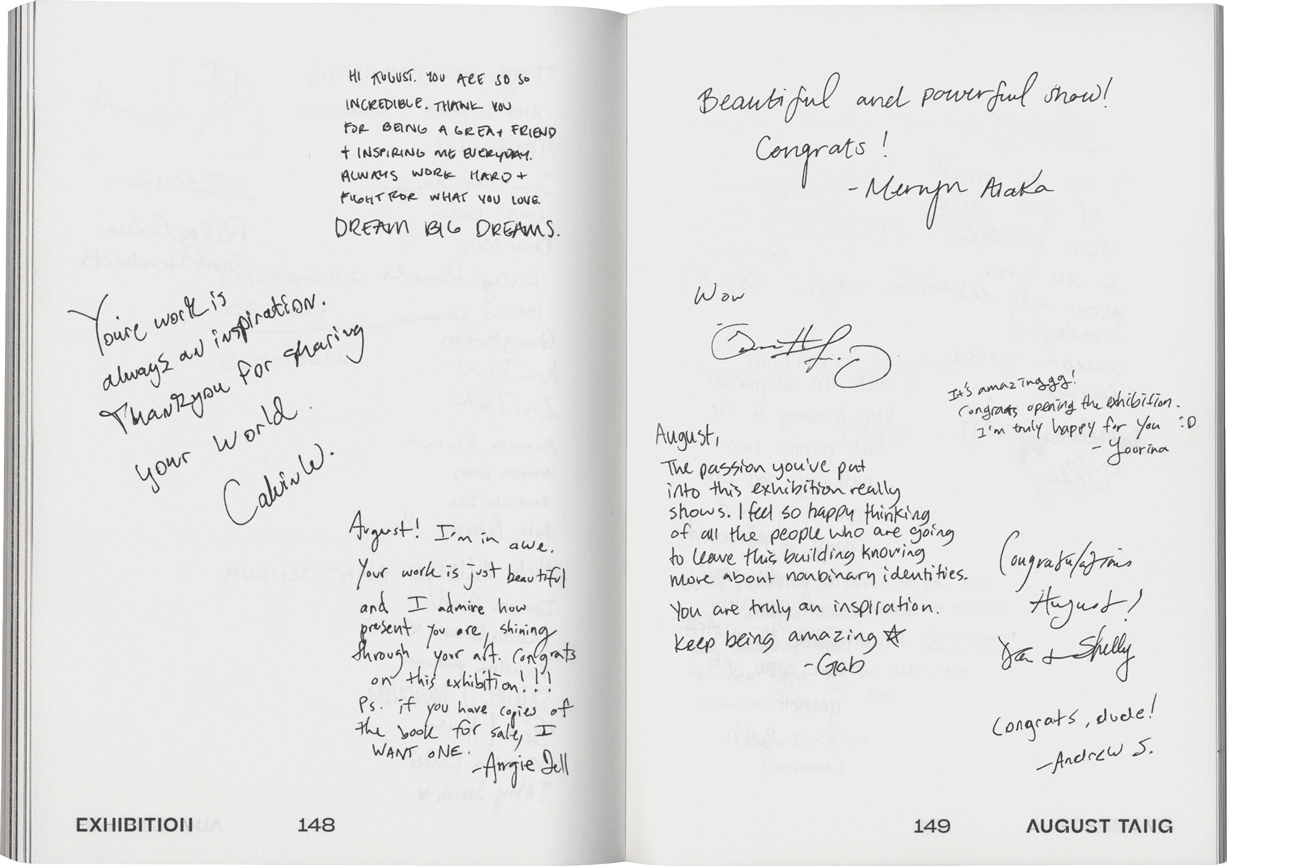 HI AUGUST. YOU ARE SO SO
INCREDIBLE. THANK YOU
FOR BEING A GREAT FRIEND
+ INSPIRING ME EVERYDAY.
ALWAYS WORK HARD +
FIGHT FOR WHAT YOU LOVE.
DREAM BIG DREAMS.
You're work is
always an inspiration.
Thankyou for sharing
your world.
Calvin W.
August! I'm in awe.
Your work is just beautiful
and I admire how
present you are, shining
through your art. Congrats
on this exhibition!!!
Ps. if you have copies of
the book for sale, I
WANT ONE.
-Angie
EXHIBITION 148
Beautiful and powerful show!
Congrats!
-Mervyn
Wow
It's amazinggg!
Congrats opening the exhibition.
I'm truly happy for you :D
- Yoorina
August,
The passion you've put
into this exhibition really
shows. I feel so happy thinking
of all the people who are going
to leave this building knowing
more about nonbinary identities.
You are truly an inspiration.
Keep being amazing ☆
-Gab
Congratulations
August!
Dan + Shelly
Congrats, dude!
-Andrew S.
149 AUGUST TANG